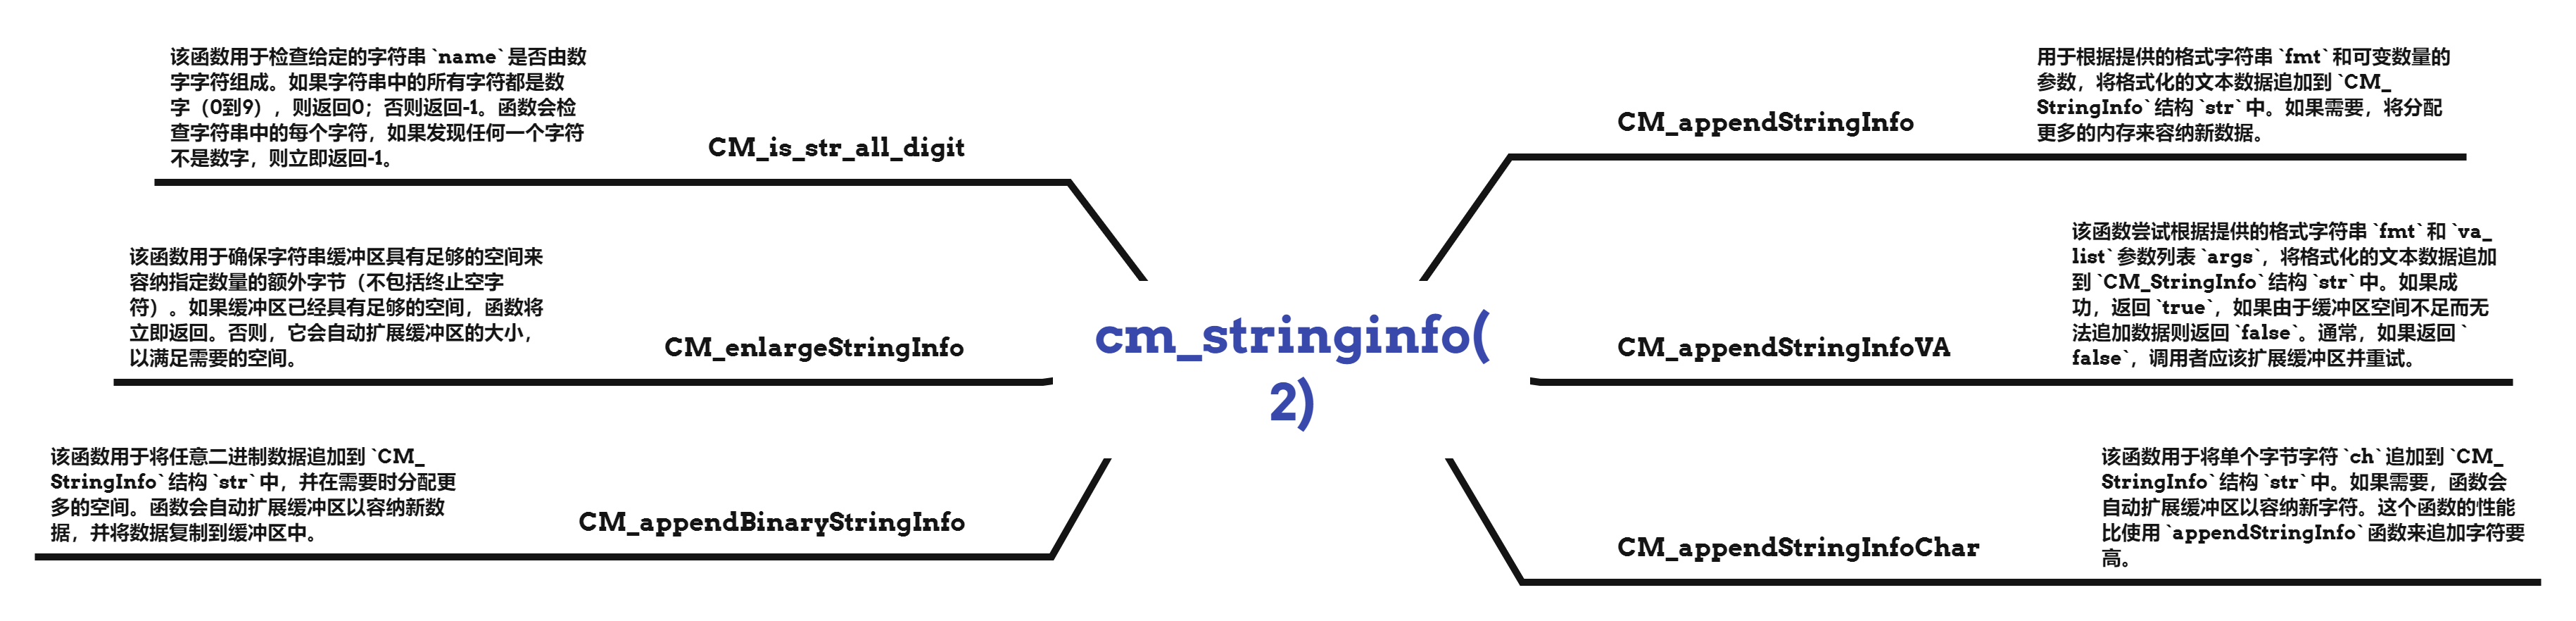 cm_stringinfo(
2)
CM_appendStringInfo
用于根据提供的格式字符串 `fmt` 和可变数量的
参数，将格式化的文本数据追加到 `CM_
StringInfo` 结构 `str` 中。如果需要，将分配
更多的内存来容纳新数据。
CM_appendStringInfoVA
该函数尝试根据提供的格式字符串 `fmt` 和 `va_
list` 参数列表 `args`，将格式化的文本数据追加
到 `CM_StringInfo` 结构 `str` 中。如果成
功，返回 `true`，如果由于缓冲区空间不足而无
法追加数据则返回 `false`。通常，如果返回 `
false`，调用者应该扩展缓冲区并重试。
CM_appendStringInfoChar
该函数用于将单个字节字符 `ch` 追加到 `CM_
StringInfo` 结构 `str` 中。如果需要，函数会
自动扩展缓冲区以容纳新字符。这个函数的性能
比使用 `appendStringInfo` 函数来追加字符要
高。
CM_is_str_all_digit
该函数用于检查给定的字符串 `name` 是否由数
字字符组成。如果字符串中的所有字符都是数
字（0到9），则返回0；否则返回-1。函数会检
查字符串中的每个字符，如果发现任何一个字符
不是数字，则立即返回-1。
CM_enlargeStringInfo
该函数用于确保字符串缓冲区具有足够的空间来
容纳指定数量的额外字节（不包括终止空字
符）。如果缓冲区已经具有足够的空间，函数将
立即返回。否则，它会自动扩展缓冲区的大小，
以满足需要的空间。
CM_appendBinaryStringInfo
该函数用于将任意二进制数据追加到 `CM_
StringInfo` 结构 `str` 中，并在需要时分配更
多的空间。函数会自动扩展缓冲区以容纳新数
据，并将数据复制到缓冲区中。